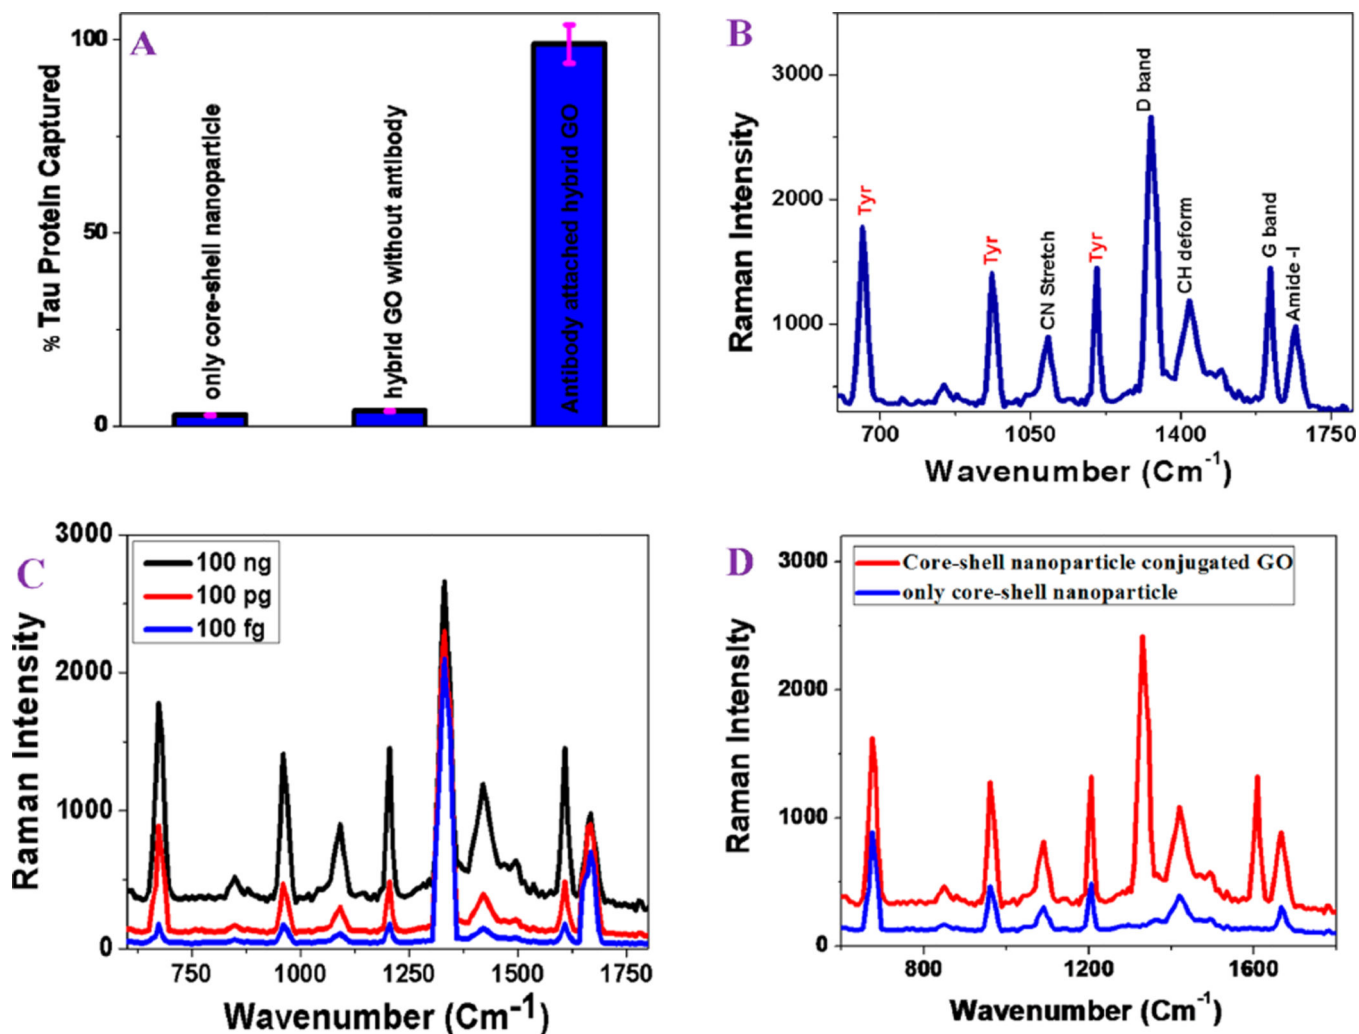 A
% Tau Protein Captured
100
50
0
only core-shell nanoparticle
hybrid GO without antibody
Antibody attached hybrid GO
B
Raman Intensity
3000
2000
1000
Tyr
Tyr
CN Stretch
Tyr
D band
CH deform
G band
Amide -I
700
1050
1400
1750
Wavenumber (Cm-1)
C
Raman Intensity
3000
2000
1000
0
100 ng
100 pg
100 fg
750
1000
1250
1500
1750
Wavenumber (Cm-1)
D
Raman Intensity
3000
2000
1000
0
Core-shell nanoparticle conjugated GO
only core-shell nanoparticle
800
1200
1600
Wavenumber (Cm-1)